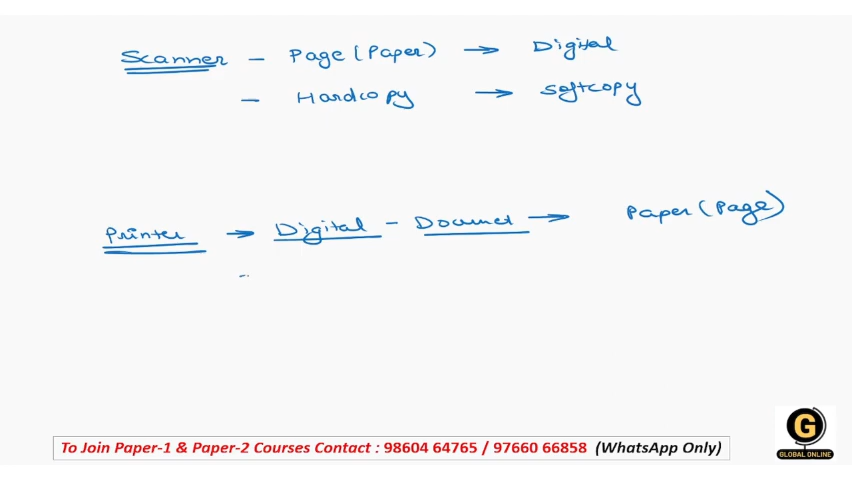 Scanner - Page (Paper) → Digital
- Hardcopy → Softcopy
Printer → Digital - Documet → Paper (Page)
To Join Paper-1 & Paper-2 Courses Contact : 98604 64765 / 97660 66858 (WhatsApp Only)
G
GLOBAL ONLINE